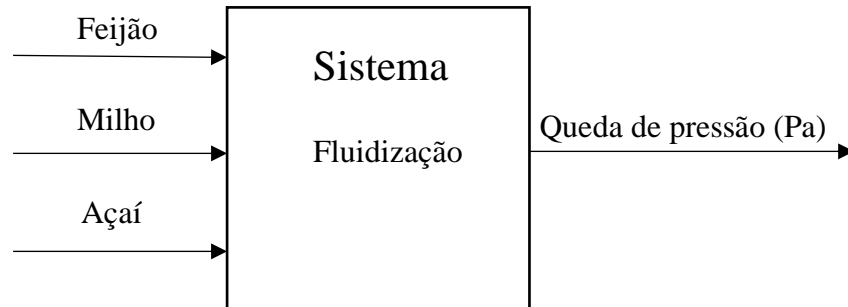 Feijão
Sistema
Milho
Queda de pressão (Pa)
Fluidização
Açaí